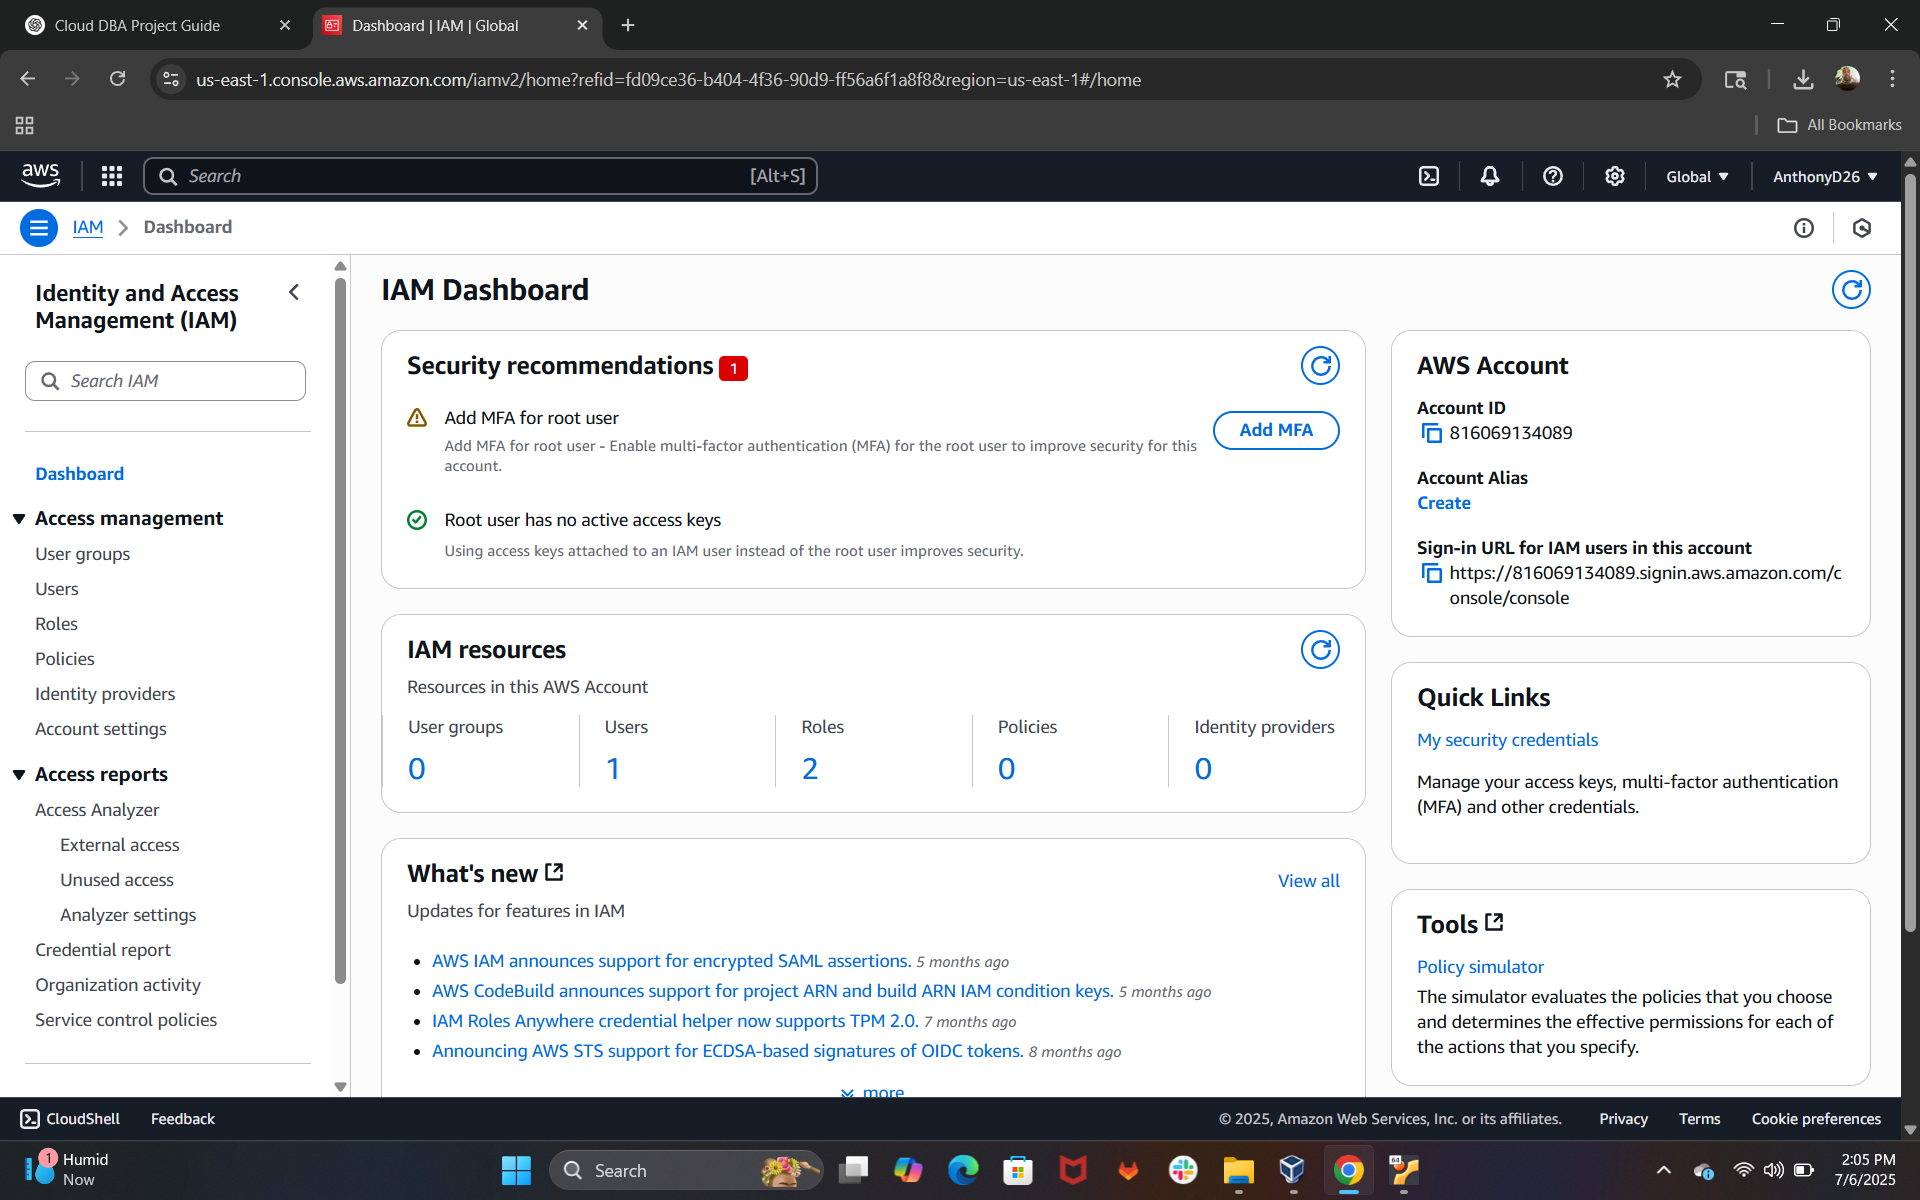 Cloud DBA Project Guide
Dashboard | IAM | Global
us-east-1.console.aws.amazon.com/iamv2/home?refid=fd09ce36-b404-4f36-90d9-ff56a6f1a8f8&region=us-east-1#/home
All Bookmarks
aws
Search
[Alt+S]
Global
AnthonyD26
IAM
Dashboard
Identity and Access
Management (IAM)
Search IAM
Dashboard
Access management
User groups
Users
Roles
Policies
Identity providers
Account settings
Access reports
Access Analyzer
External access
Unused access
Analyzer settings
Credential report
Organization activity
Service control policies
IAM Dashboard
Security recommendations 1
Add MFA for root user
Add MFA for root user - Enable multi-factor authentication (MFA) for the root user to improve security for this
account.
Add MFA
Root user has no active access keys
Using access keys attached to an IAM user instead of the root user improves security.
IAM resources
Resources in this AWS Account
User groups
0
Users
1
Roles
2
Policies
0
Identity providers
0
What's new
View all
Updates for features in IAM
AWS IAM announces support for encrypted SAML assertions. 5 months ago
AWS CodeBuild announces support for project ARN and build ARN IAM condition keys. 5 months ago
IAM Roles Anywhere credential helper now supports TPM 2.0. 7 months ago
Announcing AWS STS support for ECDSA-based signatures of OIDC tokens. 8 months ago
more
AWS Account
Account ID
816069134089
Account Alias
Create
Sign-in URL for IAM users in this account
https://816069134089.signin.aws.amazon.com/c
onsole/console
Quick Links
My security credentials
Manage your access keys, multi-factor authentication
(MFA) and other credentials.
Tools
Policy simulator
The simulator evaluates the policies that you choose
and determines the effective permissions for each of
the actions that you specify.
CloudShell
Feedback
© 2025, Amazon Web Services, Inc. or its affiliates.
Privacy
Terms
Cookie preferences
1
Humid
Now
Search
64
2:05 PM
7/6/2025